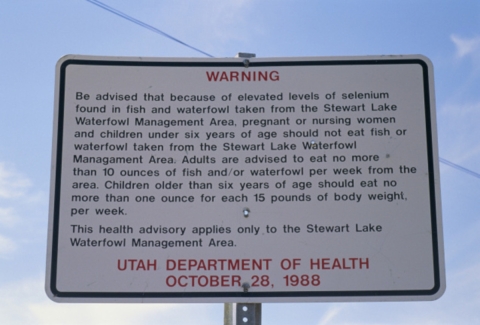 WARNING
Be advised that because of elevated levels of selenium
found in fish and waterfowl taken from the Stewart Lake
Waterfowl Management Area, pregnant or nursing women
and children under six years of age should not eat fish or
waterfowl taken from the Stewart Lake Waterfowl
Managament Area. Adults are advised to eat no more
than 10 ounces of fish and/or waterfowl per week from the
area. Children older than six years of age should eat no
more than one ounce for each 15 pounds of body weight,
per week.
This health advisory applies only to the Stewart Lake
Waterfowl Management Area.
UTAH DEPARTMENT OF HEALTH
OCTOBER 28, 1988